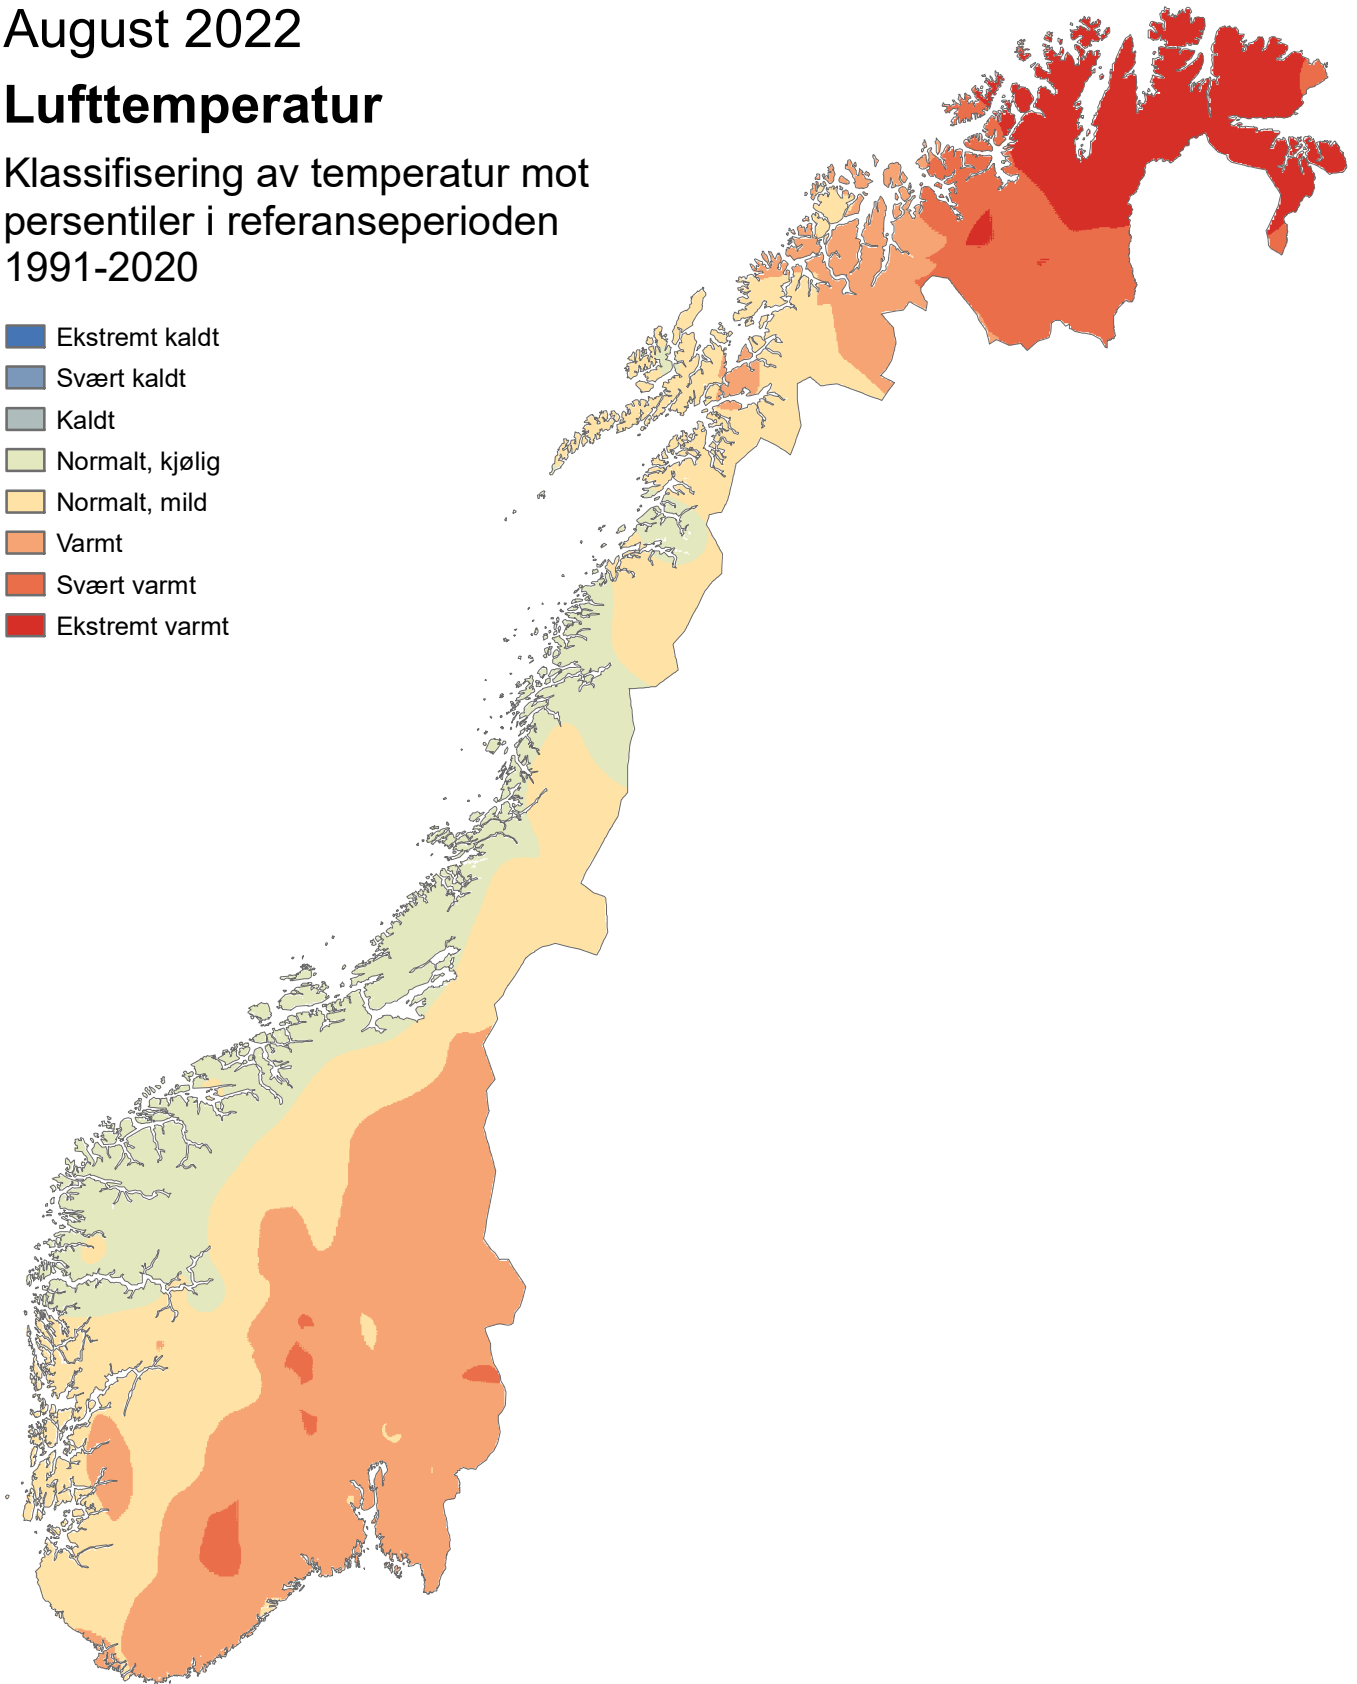 August 2022
Lufttemperatur
Klassifisering av temperatur mot
persentiler i referanseperioden
1991-2020
Ekstremt kaldt
Svært kaldt
Kaldt
Normalt, kjølig
Normalt, mild
Varmt
Svært varmt
Ekstremt varmt